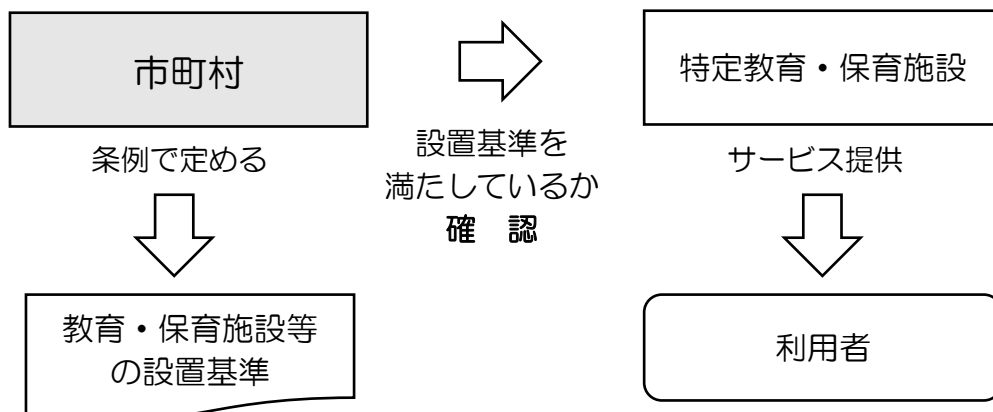 市町村
特定教育・保育施設
条例で定める
設置基準を
満たしているか
確　認
サービス提供
教育・保育施設等
の設置基準
利用者